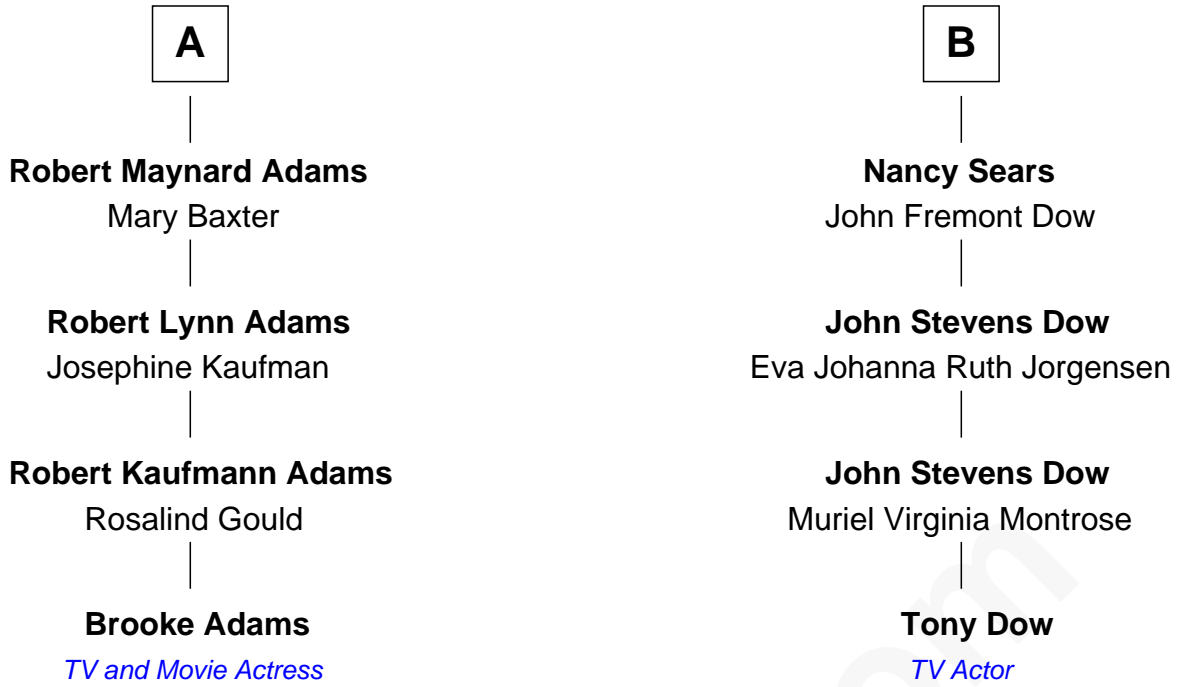 A
Robert Maynard Adams
Mary Baxter
Robert Lynn Adams
Josephine Kaufman
Robert Kaufmann Adams
Rosalind Gould
Brooke Adams
TV and Movie Actress
B
Nancy Sears
John Fremont Dow
John Stevens Dow
Eva Johanna Ruth Jorgensen
John Stevens Dow
Muriel Virginia Montrose
Tony Dow
TV Actor